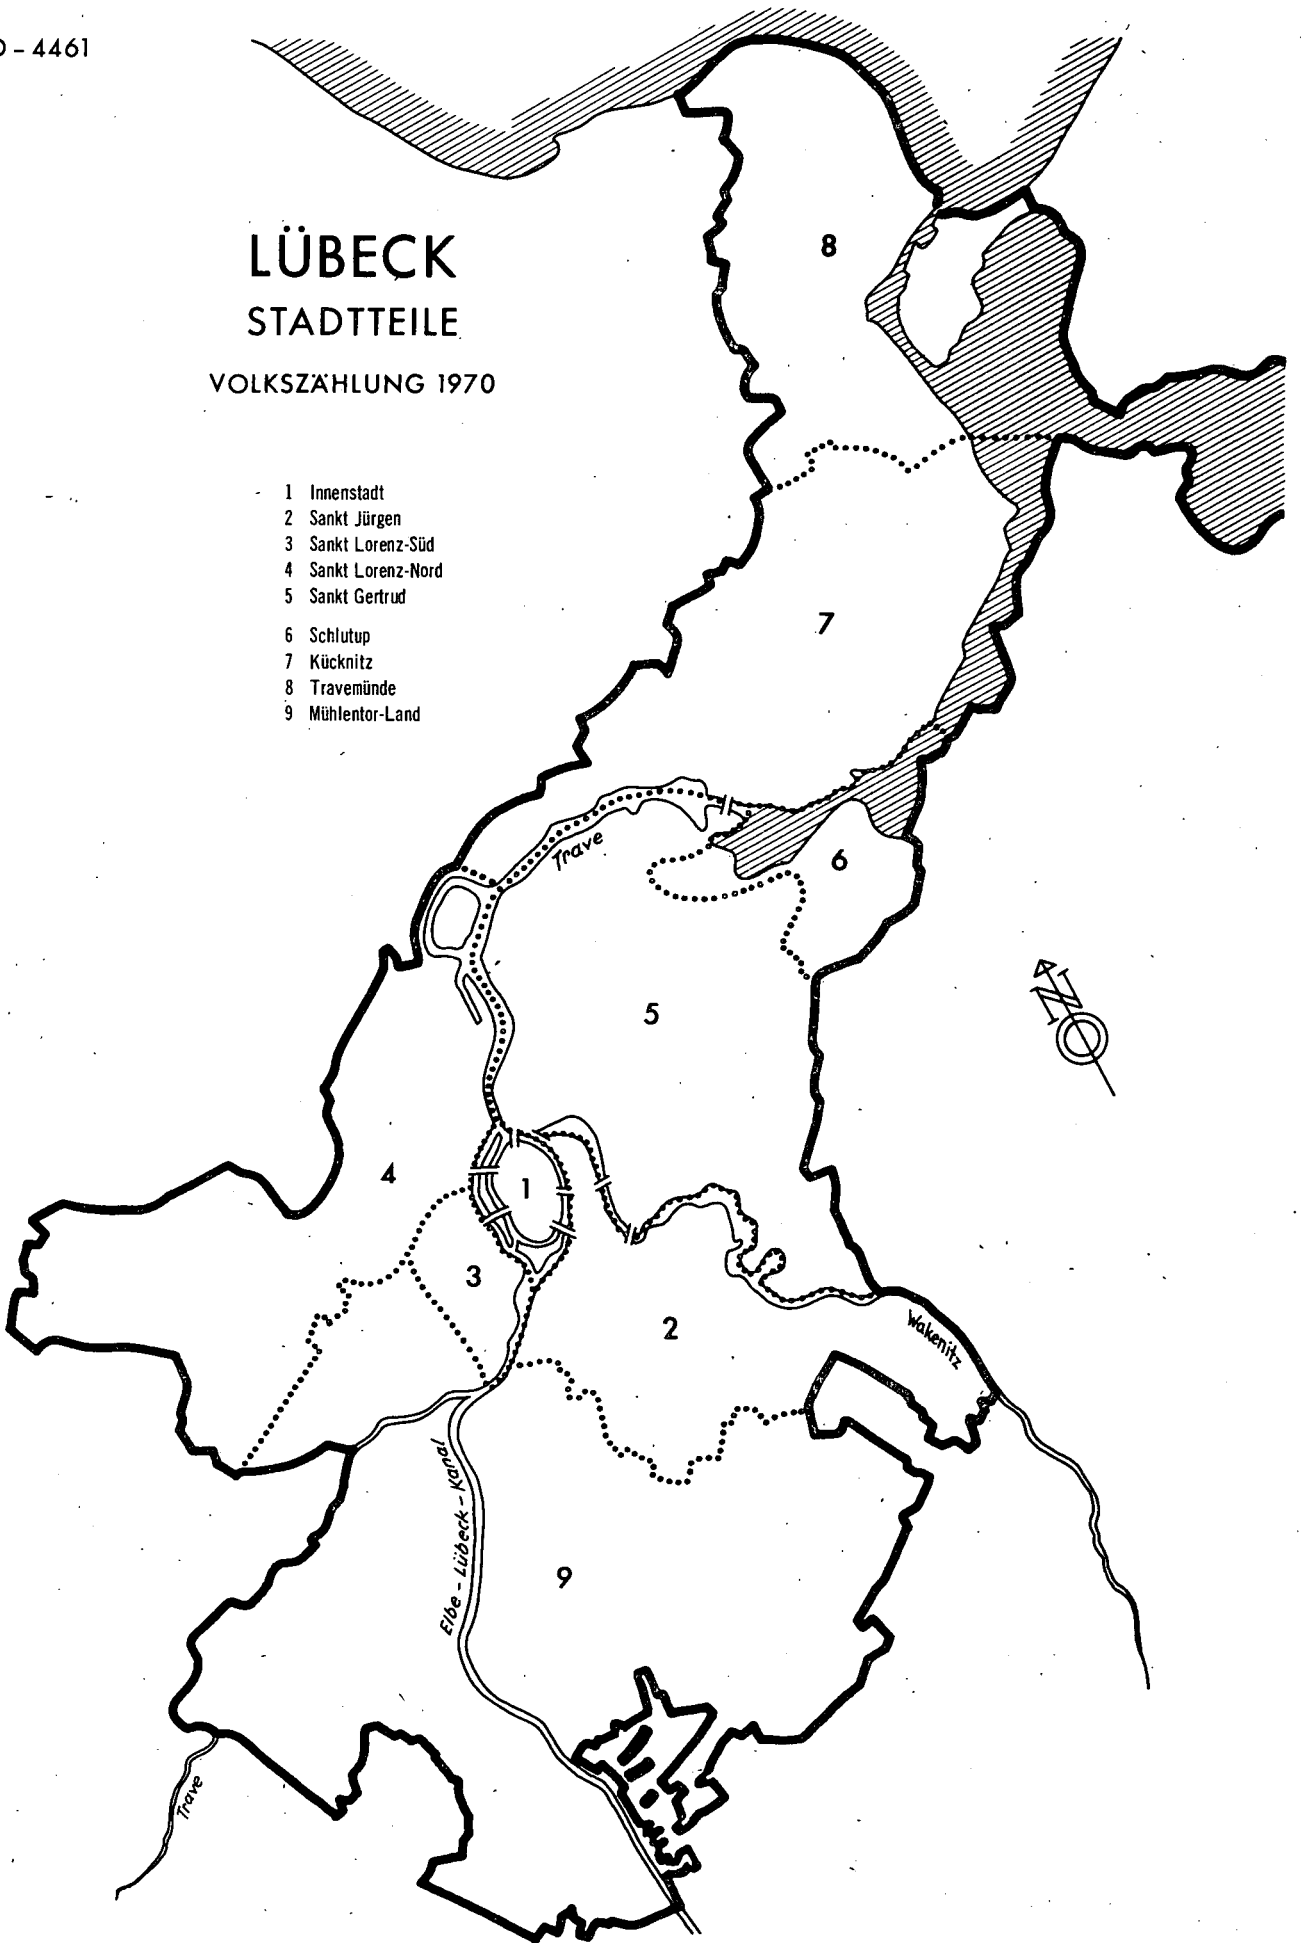 – 4461
LÜBECK
STADTTEILE
VOLKSZÄHLUNG 1970
1 Innenstadt
2 Sankt Jürgen
3 Sankt Lorenz-Süd
4 Sankt Lorenz-Nord
5 Sankt Gertrud
6 Schlutup
7 Kücknitz
8 Travemünde
9 Mühlentor-Land
8
7
Trave
6
5
N
4
1
3
2
Wakenitz
Elbe – Lübeck – Kanal
9
Trave